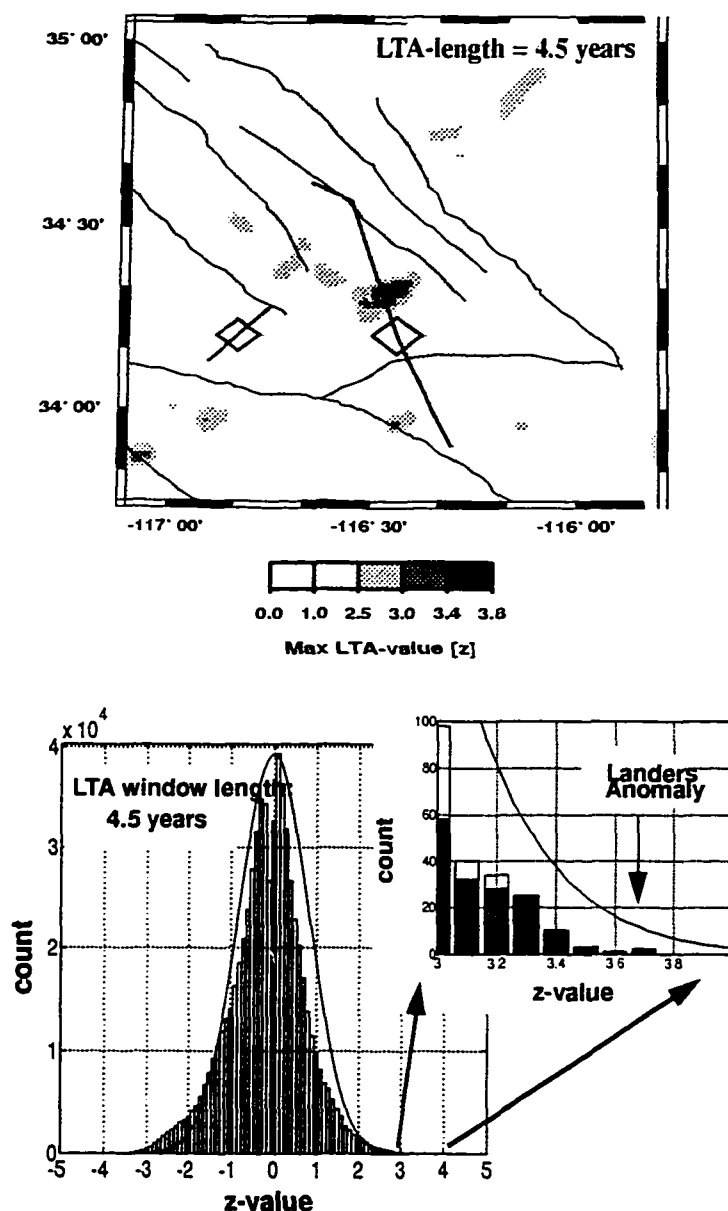 35° 00'
LTA-length = 4.5 years
34° 30'
34° 00'
-117° 00'
-116° 30'
-116° 00'
0.0 1.0 2.5 3.0 3.4 3.8
Max LTA-value [z]
x 10^4
4
3
2
1
0
LTA window length:
4.5 years
count
-5 -4 -3 -2 -1 0 1 2 3 4 5
z-value
100
80
60
40
20
0
Landers
Anomaly
count
3 3.2 3.4 3.6 3.8
z-value